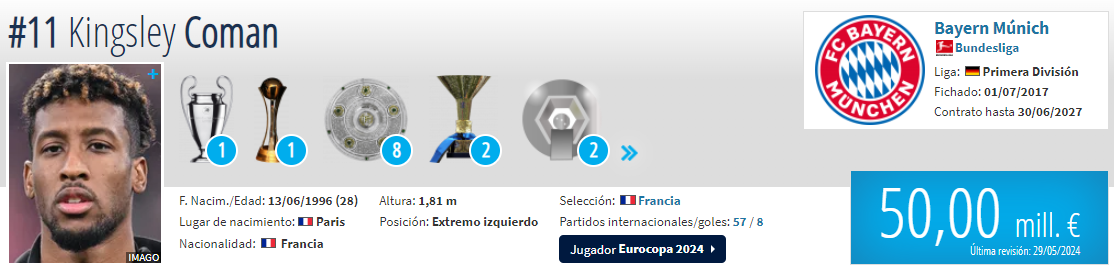 #11 Kingsley Coman
1 1 8 2 2
IMAGO
F. Nacim./Edad: 13/06/1996 (28)
Lugar de nacimiento: Paris
Nacionalidad: Francia
Altura: 1,81 m
Posición: Extremo izquierdo
Selección: Francia
Partidos internacionales/goles: 57 / 8
Jugador Eurocopa 2024
FC BAYERN
MÜNCHEN
Bayern Múnich
Bundesliga
Liga: Primera División
Fichado: 01/07/2017
Contrato hasta 30/06/2027
50,00 mill. €
Última revisión: 29/05/2024